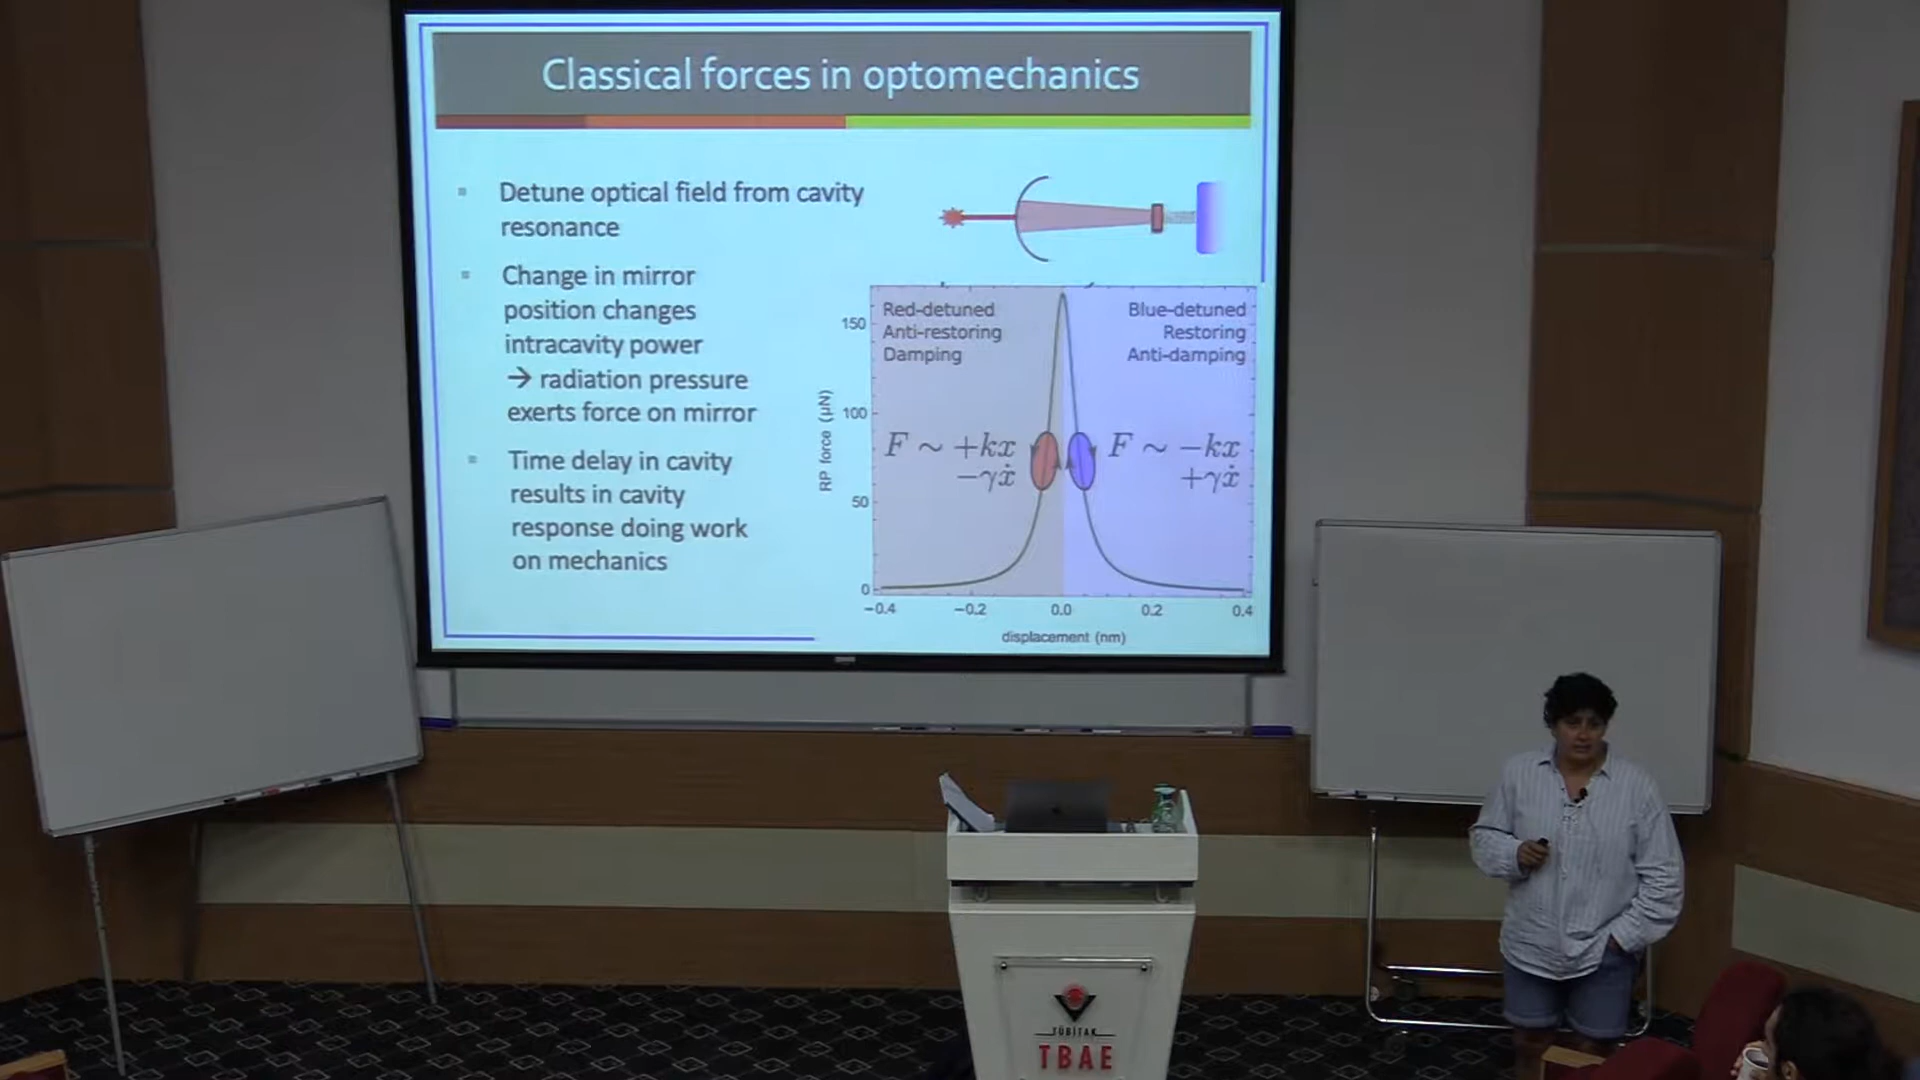 Classical forces in optomechanics
Detune optical field from cavity
resonance
Change in mirror
position changes
intracavity power
→ radiation pressure
exerts force on mirror
Time delay in cavity
results in cavity
response doing work
on mechanics
Red-detuned
Anti-restoring
Damping
Blue-detuned
Restoring
Anti-damping
F ~ +kx
−γẋ
F ~ −kx
+γẋ
RP force (μN)
150
100
50
0
−0.4 −0.2 0.0 0.2 0.4
displacement (nm)
TÜBİTAK
TBAE